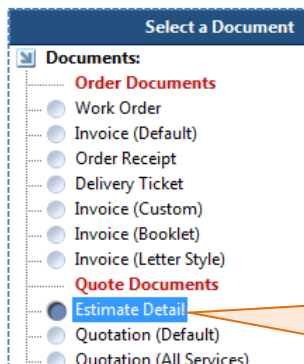 Select a Document
Documents:
Order Documents
Work Order
Invoice (Default)
Order Receipt
Delivery Ticket
Invoice (Custom)
Invoice (Booklet)
Invoice (Letter Style)
Quote Documents
Estimate Detail
Quotation (Default)
Quotation (All Services)